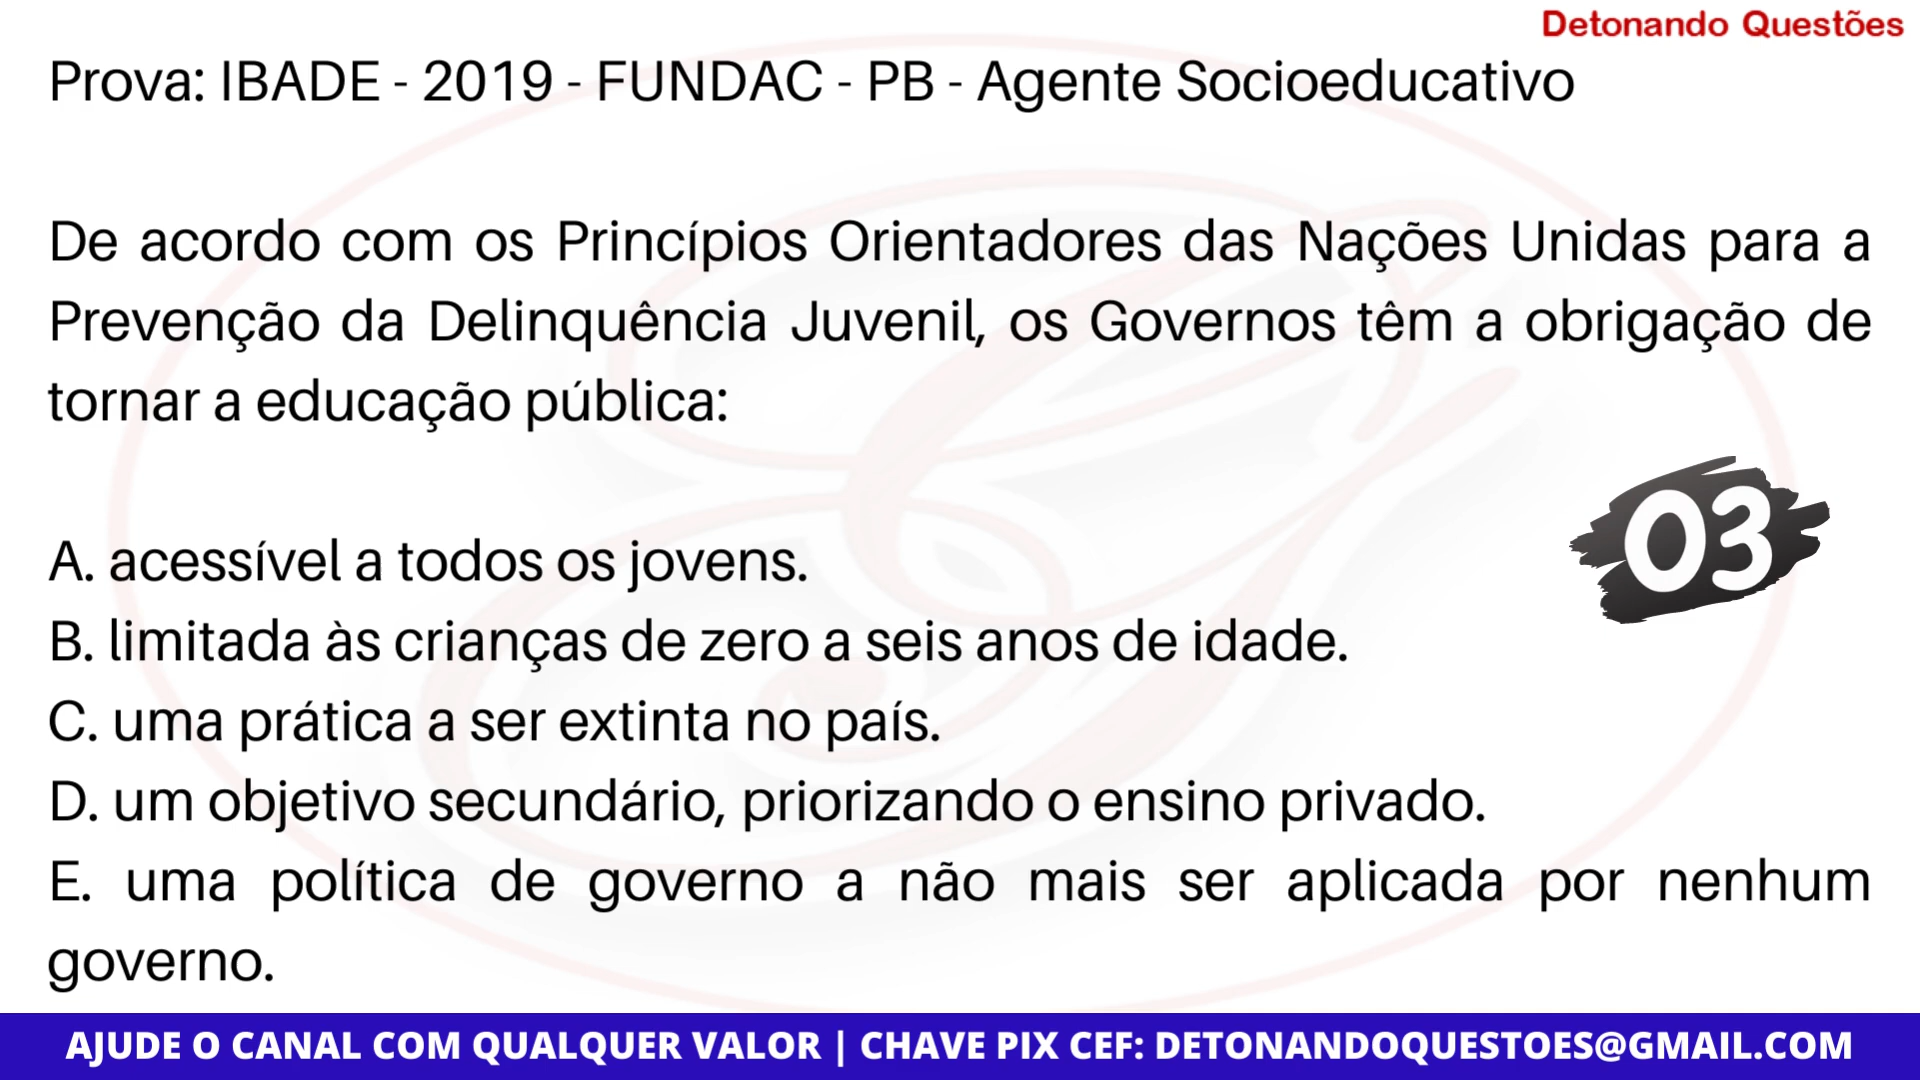 Detonando Questões
Prova: IBADE - 2019 - FUNDAC - PB - Agente Socioeducativo
De acordo com os Princípios Orientadores das Nações Unidas para a
Prevenção da Delinquência Juvenil, os Governos têm a obrigação de
tornar a educação pública:
03
A. acessível a todos os jovens.
B. limitada às crianças de zero a seis anos de idade.
C. uma prática a ser extinta no país.
D. um objetivo secundário, priorizando o ensino privado.
E. uma política de governo a não mais ser aplicada por nenhum
governo.
AJUDE O CANAL COM QUALQUER VALOR | CHAVE PIX CEF: DETONANDOQUESTOES@GMAIL.COM